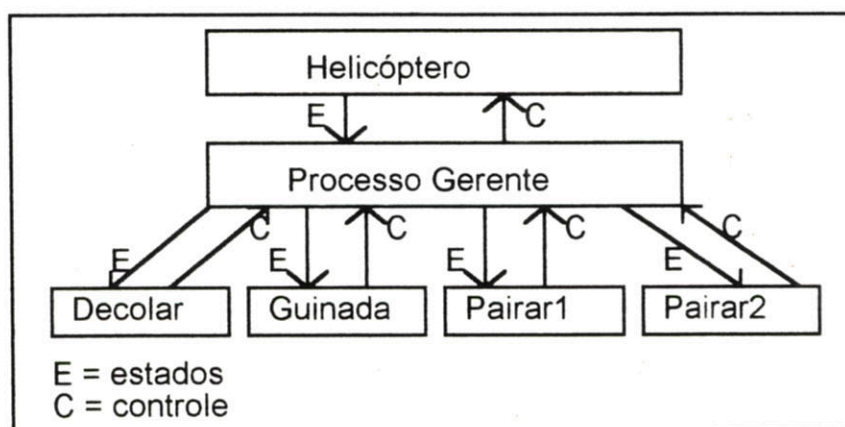 Helicóptero
E C
Processo Gerente
E C E C E C E C
Decolar Guinada Pairar1 Pairar2
E = estados
C = controle